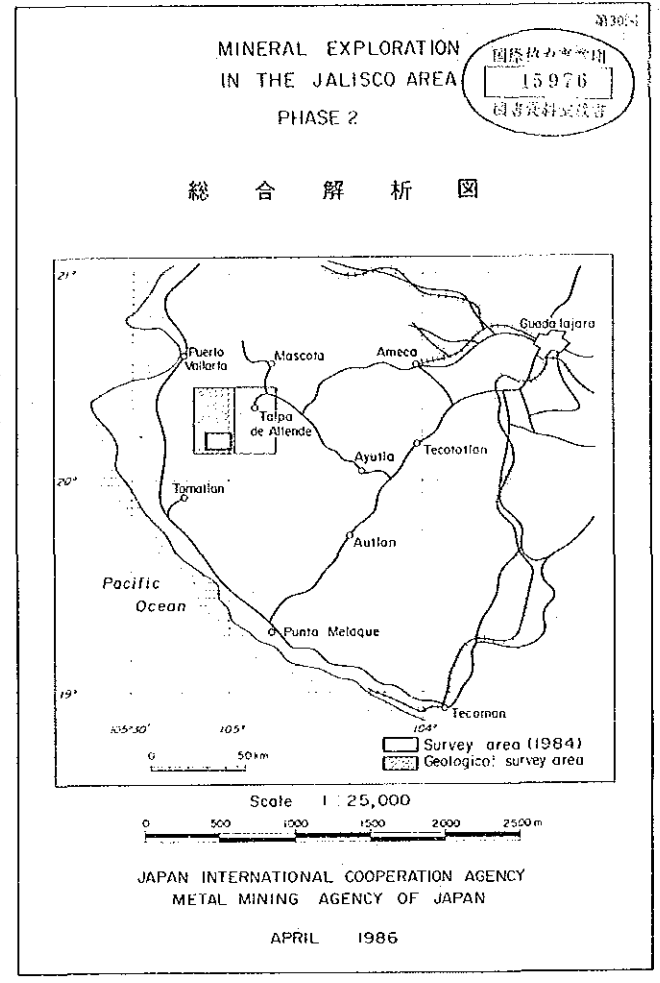 MINERAL EXPLORATION
IN THE JALISCO AREA
PHASE 2
15976
総合解析図
21°
Guadalajara
Puerto
Vallarta
Mascota
Ameca
Talpa
de Allende
Ayutla
Tecototlan
20°
Tomatlan
Autlan
Pacific
Ocean
Punta Melaque
19°
Tecoman
105°30'
105°
104°
Survey area (1984)
Geological survey area
0
50km
Scale 1 : 25,000
0 500 1000 1500 2000 2500m
JAPAN INTERNATIONAL COOPERATION AGENCY
METAL MINING AGENCY OF JAPAN
APRIL 1986